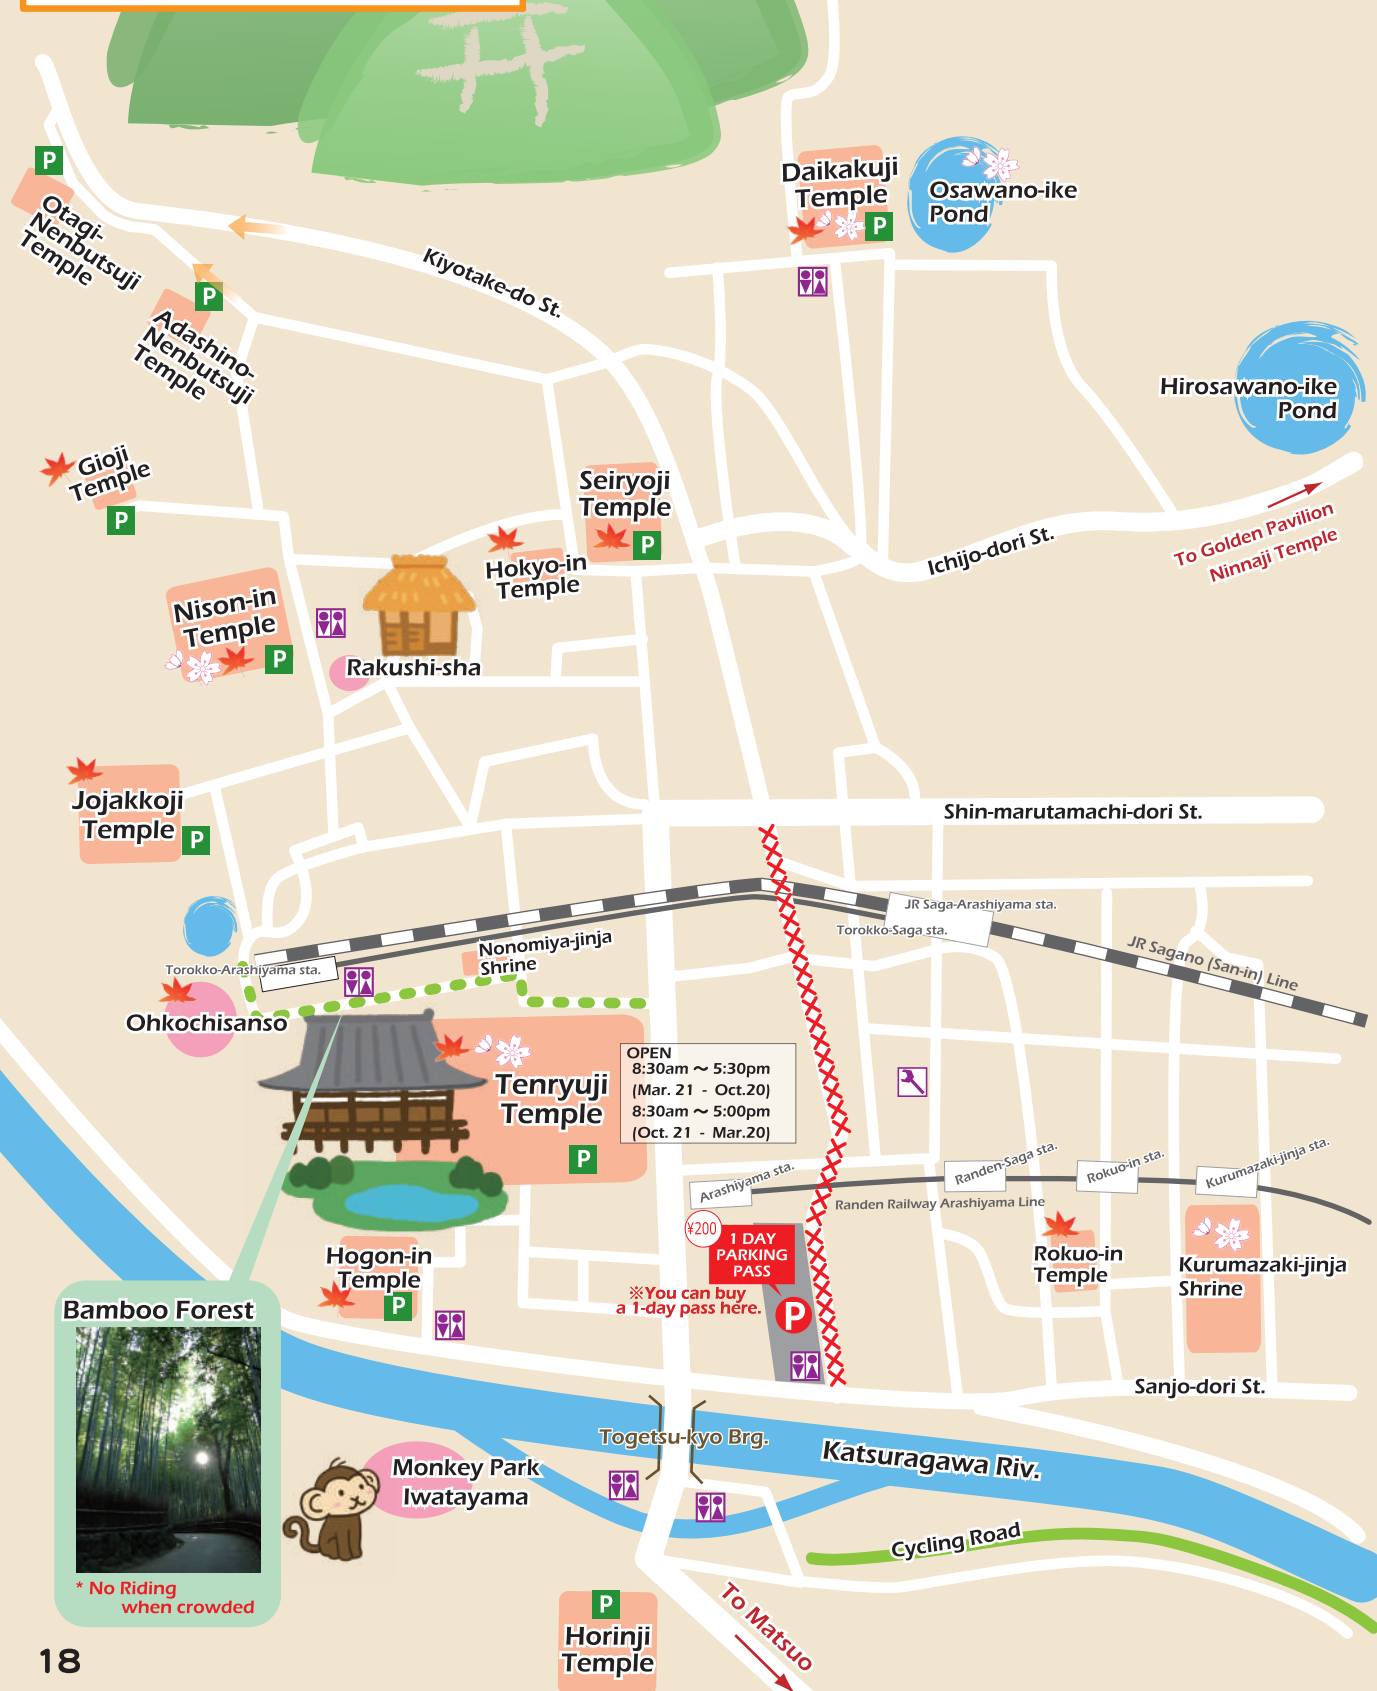 P
Otagi-
Nenbutsuji
Temple
P
Adashino-
Nenbutsuji
Temple
Kiyotake-do St.
Daikakuji
Temple
P
Osawano-ike
Pond
Hirosawano-ike
Pond
To Golden Pavilion
Ninnaji Temple
Ichijo-dori St.
Gioji
Temple
P
Seiryoji
Temple
P
Hokyo-in
Temple
Nison-in
Temple
P
Rakushi-sha
Jojakkoji
Temple
P
Shin-marutamachi-dori St.
JR Saga-Arashiyama sta.
Torokko-Saga sta.
JR Sagano (San-in) Line
Nonomiya-jinja
Shrine
Torokko-Arashiyama sta.
Ohkochisanso
Tenryuji
Temple
P
OPEN
8:30am ～ 5:30pm
(Mar. 21 - Oct.20)
8:30am ～ 5:00pm
(Oct. 21 - Mar.20)
Arashiyama sta.
Randen-Saga sta.
Rokuo-in sta.
Kurumazaki-jinja sta.
Randen Railway Arashiyama Line
¥200
1 DAY
PARKING
PASS
※You can buy
a 1-day pass here.
P
Rokuo-in
Temple
Kurumazaki-jinja
Shrine
Hogon-in
Temple
P
Bamboo Forest
* No Riding
when crowded
Sanjo-dori St.
Togetsu-kyo Brg.
Katsuragawa Riv.
Monkey Park
Iwatayama
Cycling Road
P
Horinji
Temple
To Matsuo
18